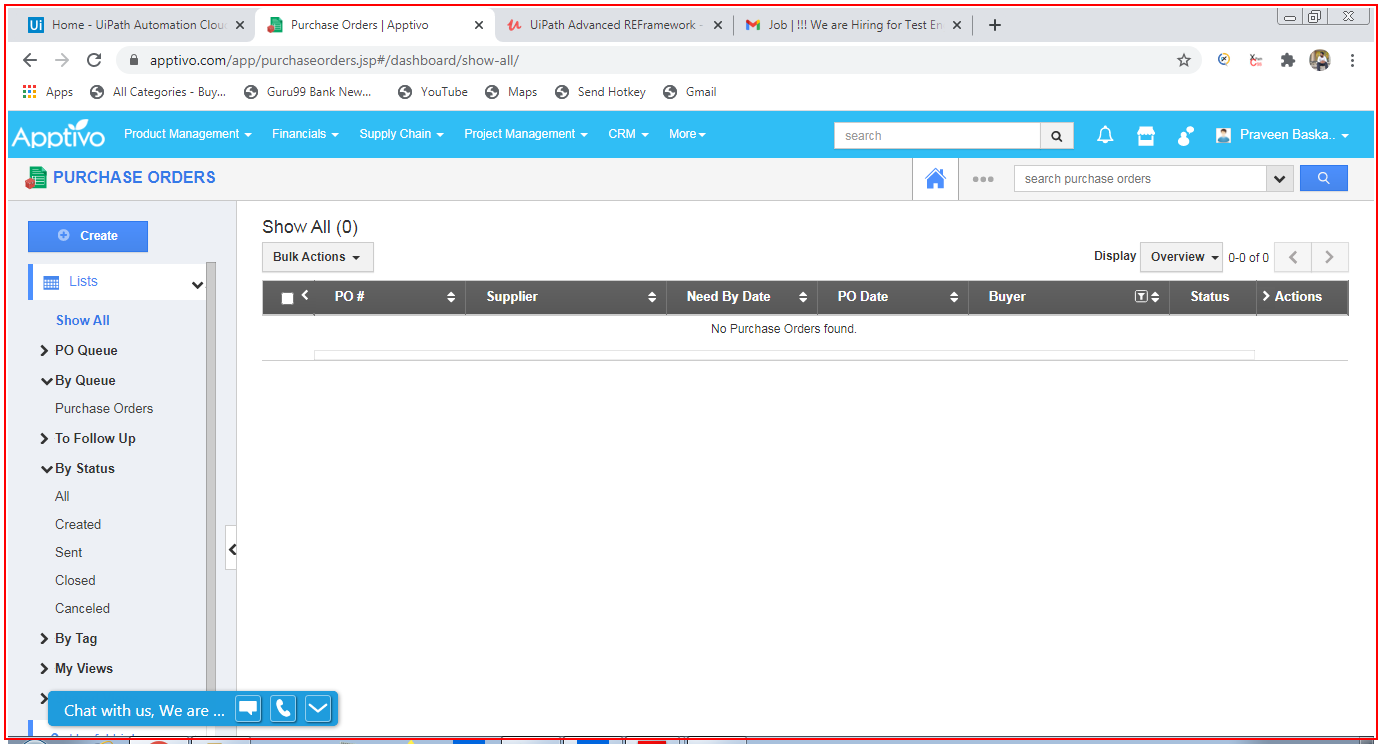 Home - UiPath Automation Clou
Purchase Orders | Apptivo
UiPath Advanced REFramework -
Job | !!! We are Hiring for Test En
apptivo.com/app/purchaseorders.jsp#/dashboard/show-all/
Apps
All Categories - Buy...
Guru99 Bank New...
YouTube
Maps
Send Hotkey
Gmail
Apptivo
Product Management
Financials
Supply Chain
Project Management
CRM
More
search
Praveen Baska..
PURCHASE ORDERS
search purchase orders
Create
Lists
Show All
PO Queue
By Queue
Purchase Orders
To Follow Up
By Status
All
Created
Sent
Closed
Canceled
By Tag
My Views
Show All (0)
Bulk Actions
Display
Overview
0-0 of 0
PO #
Supplier
Need By Date
PO Date
Buyer
Status
Actions
No Purchase Orders found.
Chat with us, We are ...